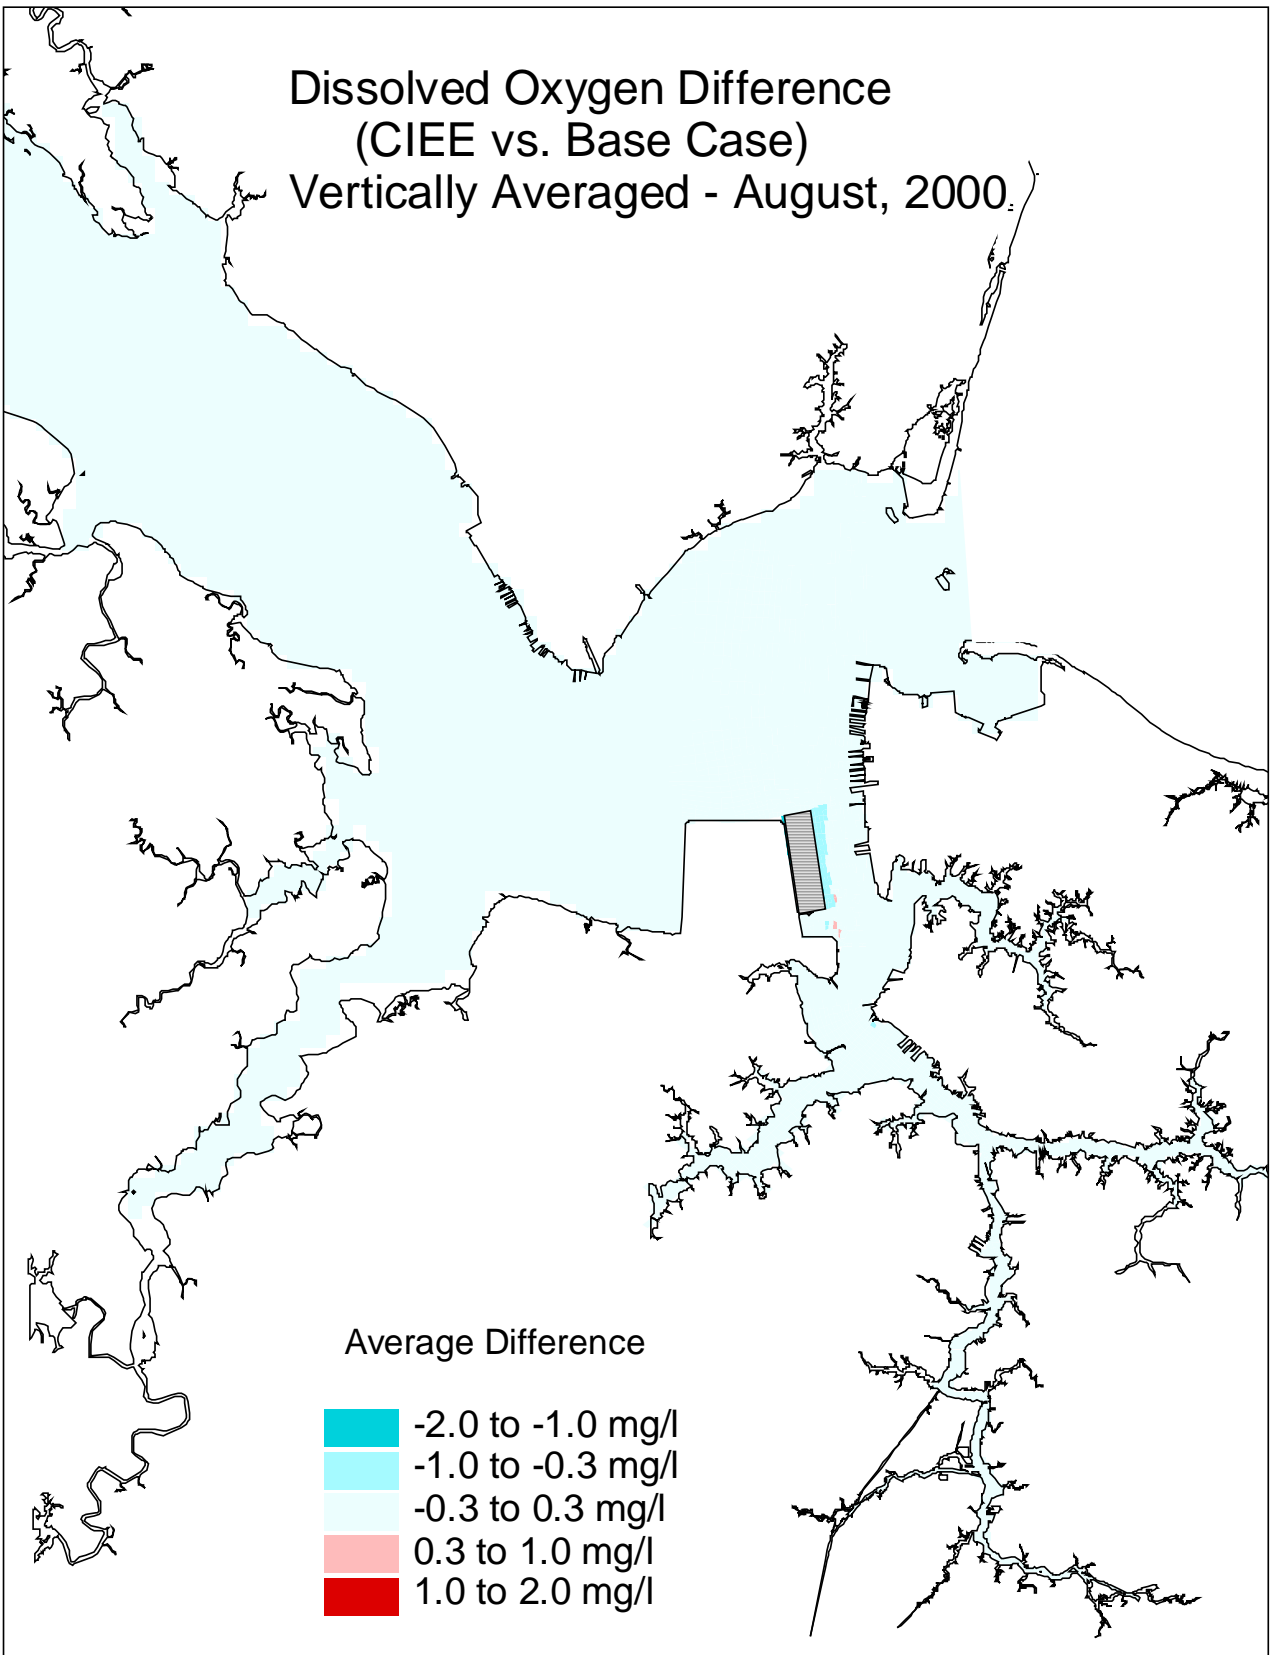 Dissolved Oxygen Difference
(CIEE vs. Base Case)
Vertically Averaged - August, 2000
Average Difference
-2.0 to -1.0 mg/l
-1.0 to -0.3 mg/l
-0.3 to 0.3 mg/l
0.3 to 1.0 mg/l
1.0 to 2.0 mg/l